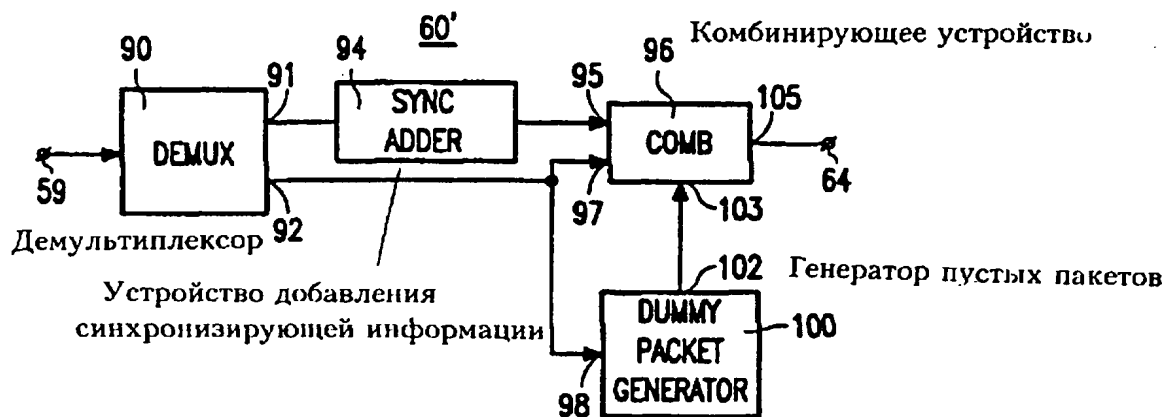 60'
Комбинирующее устройство
90
91
94
95
96
105
SYNC
ADDER
DEMUX
COMB
59
92
97
103
64
Демультиплексор
Устройство добавления
синхронизирующей информации
102
Генератор пустых пакетов
DUMMY
PACKET
GENERATOR
100
98